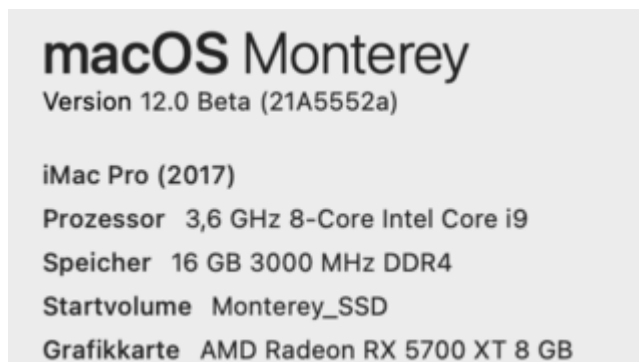 macOS Monterey
Version 12.0 Beta (21A5552a)
iMac Pro (2017)
Prozessor 3,6 GHz 8-Core Intel Core i9
Speicher 16 GB 3000 MHz DDR4
Startvolume Monterey_SSD
Grafikkarte AMD Radeon RX 5700 XT 8 GB